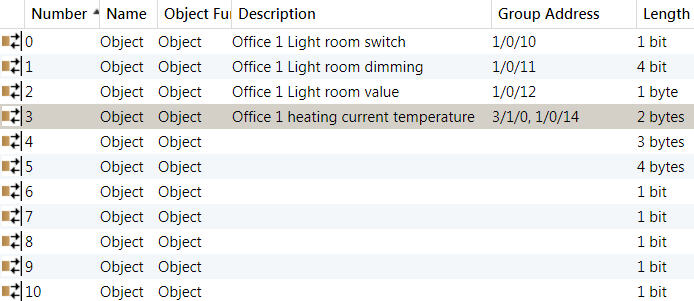 Number Name Object Fu Description Group Address Length
0 Object Object Office 1 Light room switch 1/0/10 1 bit
1 Object Object Office 1 Light room dimming 1/0/11 4 bit
2 Object Object Office 1 Light room value 1/0/12 1 byte
3 Object Object Office 1 heating current temperature 3/1/0, 1/0/14 2 bytes
4 Object Object 3 bytes
5 Object Object 4 bytes
6 Object Object 1 bit
7 Object Object 1 bit
8 Object Object 1 bit
9 Object Object 1 bit
10 Object Object 1 bit